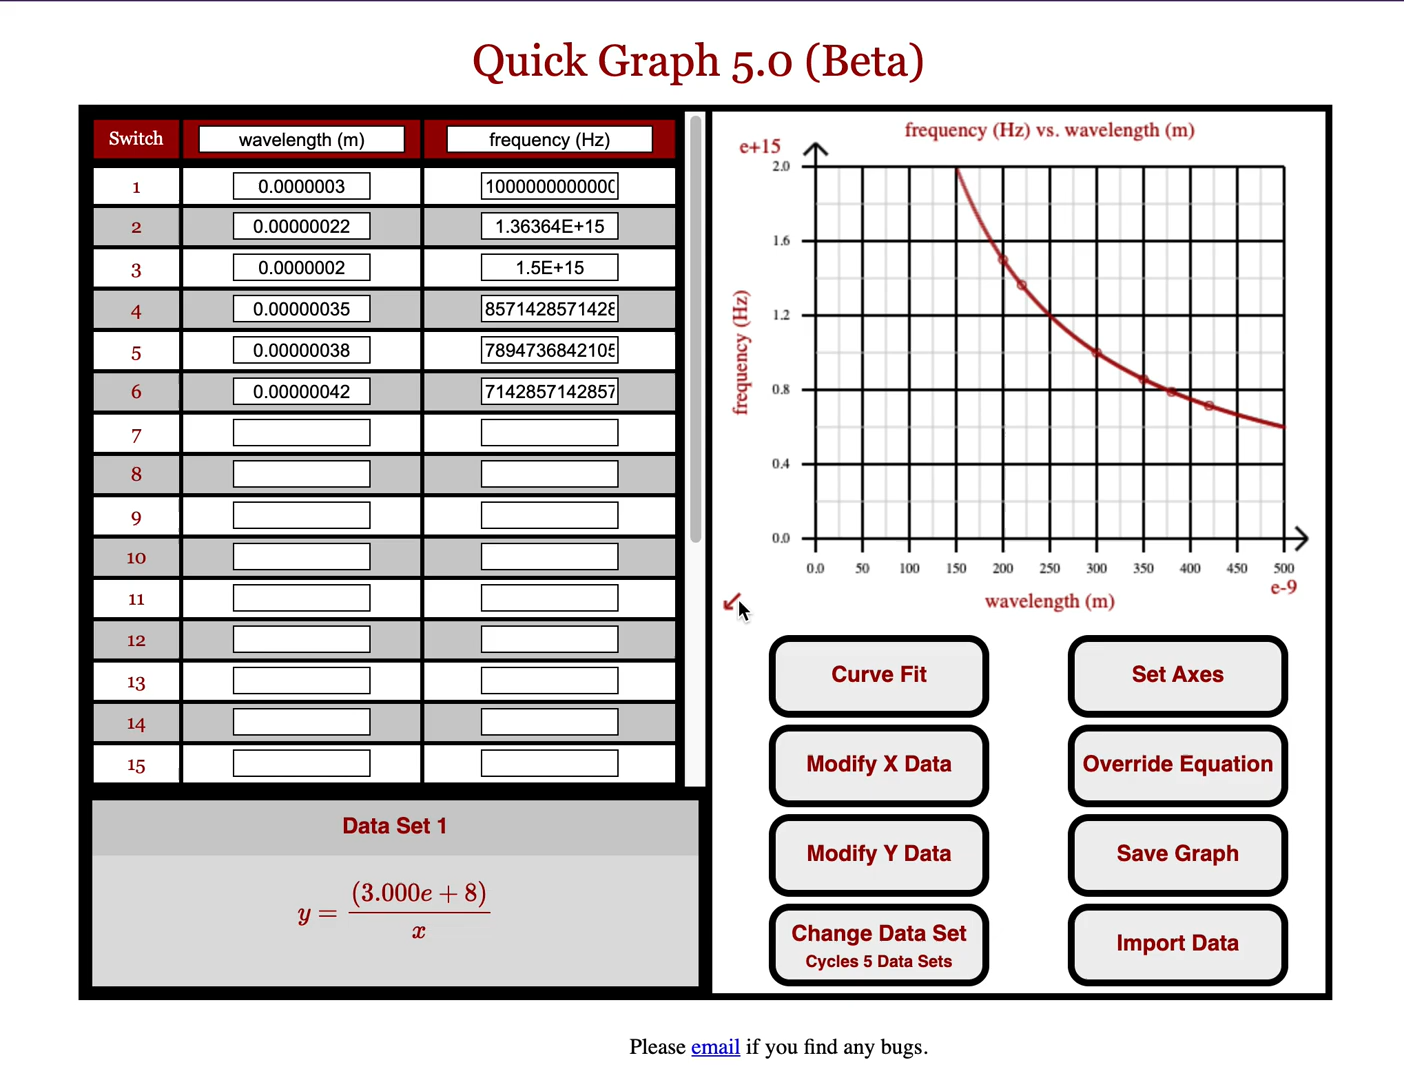 Quick Graph 5.0 (Beta)
Switch wavelength (m) frequency (Hz)
1 0.0000003 100000000000
2 0.00000022 1.36364E+15
3 0.0000002 1.5E+15
4 0.00000035 857142857142
5 0.00000038 789473684210
6 0.00000042 7142857142857
7
8
9
10
11
12
13
14
15
Data Set 1
y = (3.000e + 8) / x
frequency (Hz) vs. wavelength (m)
e+15
2.0
1.6
1.2
0.8
0.4
0.0
frequency (Hz)
0.0 50 100 150 200 250 300 350 400 450 500
e-9
wavelength (m)
Curve Fit
Set Axes
Modify X Data
Override Equation
Modify Y Data
Save Graph
Change Data Set
Cycles 5 Data Sets
Import Data
Please email if you find any bugs.